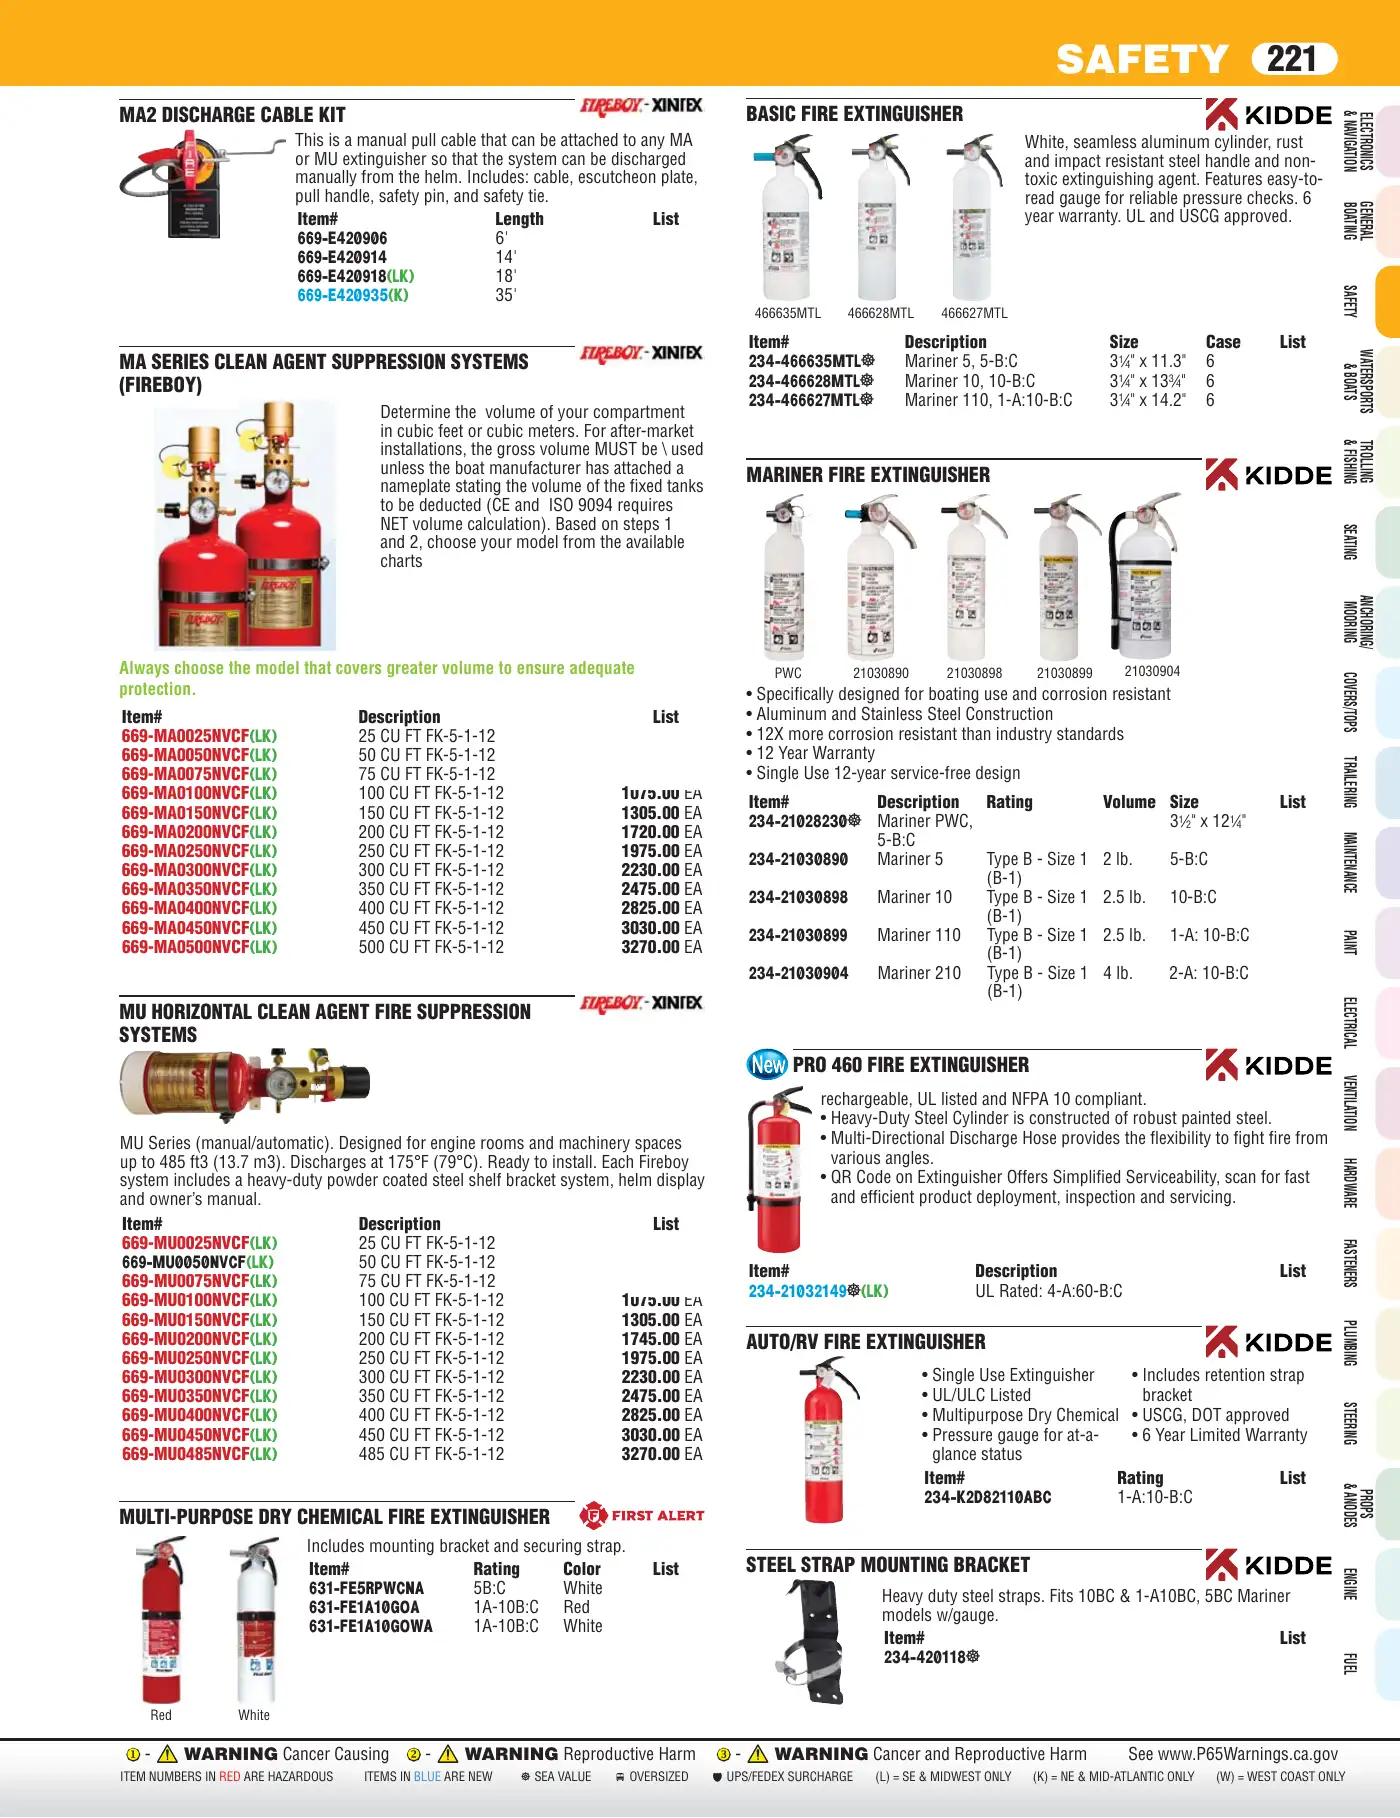 SAFETY 221
MA2 DISCHARGE CABLE KIT
FIREBOY - XINTEX
This is a manual pull cable that can be attached to any MA
or MU extinguisher so that the system can be discharged
manually from the helm. Includes: cable, escutcheon plate,
pull handle, safety pin, and safety tie.
Item# Length List
669-E420906 6'
669-E420914 14'
669-E420918(LK) 18'
669-E420935(K) 35'
MA SERIES CLEAN AGENT SUPPRESSION SYSTEMS
(FIREBOY)
FIREBOY - XINTEX
Determine the volume of your compartment
in cubic feet or cubic meters. For after-market
installations, the gross volume MUST be \ used
unless the boat manufacturer has attached a
nameplate stating the volume of the fixed tanks
to be deducted (CE and ISO 9094 requires
NET volume calculation). Based on steps 1
and 2, choose your model from the available
charts
Always choose the model that covers greater volume to ensure adequate
protection.
Item# Description List
669-MA0025NVCF(LK) 25 CU FT FK-5-1-12
669-MA0050NVCF(LK) 50 CU FT FK-5-1-12
669-MA0075NVCF(LK) 75 CU FT FK-5-1-12
669-MA0100NVCF(LK) 100 CU FT FK-5-1-12 1075.00 EA
669-MA0150NVCF(LK) 150 CU FT FK-5-1-12 1305.00 EA
669-MA0200NVCF(LK) 200 CU FT FK-5-1-12 1720.00 EA
669-MA0250NVCF(LK) 250 CU FT FK-5-1-12 1975.00 EA
669-MA0300NVCF(LK) 300 CU FT FK-5-1-12 2230.00 EA
669-MA0350NVCF(LK) 350 CU FT FK-5-1-12 2475.00 EA
669-MA0400NVCF(LK) 400 CU FT FK-5-1-12 2825.00 EA
669-MA0450NVCF(LK) 450 CU FT FK-5-1-12 3030.00 EA
669-MA0500NVCF(LK) 500 CU FT FK-5-1-12 3270.00 EA
MU HORIZONTAL CLEAN AGENT FIRE SUPPRESSION
SYSTEMS
FIREBOY - XINTEX
MU Series (manual/automatic). Designed for engine rooms and machinery spaces
up to 485 ft3 (13.7 m3). Discharges at 175°F (79°C). Ready to install. Each Fireboy
system includes a heavy-duty powder coated steel shelf bracket system, helm display
and owner's manual.
Item# Description List
669-MU0025NVCF(LK) 25 CU FT FK-5-1-12
669-MU0050NVCF(LK) 50 CU FT FK-5-1-12
669-MU0075NVCF(LK) 75 CU FT FK-5-1-12
669-MU0100NVCF(LK) 100 CU FT FK-5-1-12 1075.00 EA
669-MU0150NVCF(LK) 150 CU FT FK-5-1-12 1305.00 EA
669-MU0200NVCF(LK) 200 CU FT FK-5-1-12 1745.00 EA
669-MU0250NVCF(LK) 250 CU FT FK-5-1-12 1975.00 EA
669-MU0300NVCF(LK) 300 CU FT FK-5-1-12 2230.00 EA
669-MU0350NVCF(LK) 350 CU FT FK-5-1-12 2475.00 EA
669-MU0400NVCF(LK) 400 CU FT FK-5-1-12 2825.00 EA
669-MU0450NVCF(LK) 450 CU FT FK-5-1-12 3030.00 EA
669-MU0485NVCF(LK) 485 CU FT FK-5-1-12 3270.00 EA
MULTI-PURPOSE DRY CHEMICAL FIRE EXTINGUISHER
FIRST ALERT
Includes mounting bracket and securing strap.
Item# Rating Color List
631-FE5RPWCNA 5B:C White
631-FE1A10GOA 1A-10B:C Red
631-FE1A10GOWA 1A-10B:C White
Red White
BASIC FIRE EXTINGUISHER
KIDDE
White, seamless aluminum cylinder, rust
and impact resistant steel handle and non-
toxic extinguishing agent. Features easy-to-
read gauge for reliable pressure checks. 6
year warranty. UL and USCG approved.
466635MTL 466628MTL 466627MTL
Item# Description Size Case List
234-466635MTL Mariner 5, 5-B:C 3¼" x 11.3" 6
234-466628MTL Mariner 10, 10-B:C 3¼" x 13¾" 6
234-466627MTL Mariner 110, 1-A:10-B:C 3¼" x 14.2" 6
MARINER FIRE EXTINGUISHER
KIDDE
PWC 21030890 21030898 21030899 21030904
• Specifically designed for boating use and corrosion resistant
• Aluminum and Stainless Steel Construction
• 12X more corrosion resistant than industry standards
• 12 Year Warranty
• Single Use 12-year service-free design
Item# Description Rating Volume Size List
234-21028230 Mariner PWC, 3½" x 12¼"
5-B:C
234-21030890 Mariner 5 Type B - Size 1 2 lb. 5-B:C
(B-1)
234-21030898 Mariner 10 Type B - Size 1 2.5 lb. 10-B:C
(B-1)
234-21030899 Mariner 110 Type B - Size 1 2.5 lb. 1-A: 10-B:C
(B-1)
234-21030904 Mariner 210 Type B - Size 1 4 lb. 2-A: 10-B:C
(B-1)
New PRO 460 FIRE EXTINGUISHER
KIDDE
rechargeable, UL listed and NFPA 10 compliant.
• Heavy-Duty Steel Cylinder is constructed of robust painted steel.
• Multi-Directional Discharge Hose provides the flexibility to fight fire from
various angles.
• QR Code on Extinguisher Offers Simplified Serviceability, scan for fast
and efficient product deployment, inspection and servicing.
Item# Description List
234-21032149(LK) UL Rated: 4-A:60-B:C
AUTO/RV FIRE EXTINGUISHER
KIDDE
• Single Use Extinguisher
• UL/ULC Listed
• Multipurpose Dry Chemical
• Pressure gauge for at-a-
glance status
• Includes retention strap
bracket
• USCG, DOT approved
• 6 Year Limited Warranty
Item# Rating List
234-K2D82110ABC 1-A:10-B:C
STEEL STRAP MOUNTING BRACKET
KIDDE
Heavy duty steel straps. Fits 10BC & 1-A10BC, 5BC Mariner
models w/gauge.
Item# List
234-420118
ELECTRONICS
& NAVIGATION
GENERAL
BOATING
SAFETY
WATERSPORTS
& BOATS
TROLLING
& FISHING
SEATING
ANCHORING/
MOORING
COVERS/TOPS
TRAILERING
MAINTENANCE
PAINT
ELECTRICAL
VENTILATION
HARDWARE
FASTENERS
PLUMBING
STEERING
PROPS
& ANODES
ENGINE
FUEL
1 - WARNING Cancer Causing 2 - WARNING Reproductive Harm 3 - WARNING Cancer and Reproductive Harm See www.P65Warnings.ca.gov
ITEM NUMBERS IN RED ARE HAZARDOUS ITEMS IN BLUE ARE NEW SEA VALUE OVERSIZED UPS/FEDEX SURCHARGE (L) = SE & MIDWEST ONLY (K) = NE & MID-ATLANTIC ONLY (W) = WEST COAST ONLY